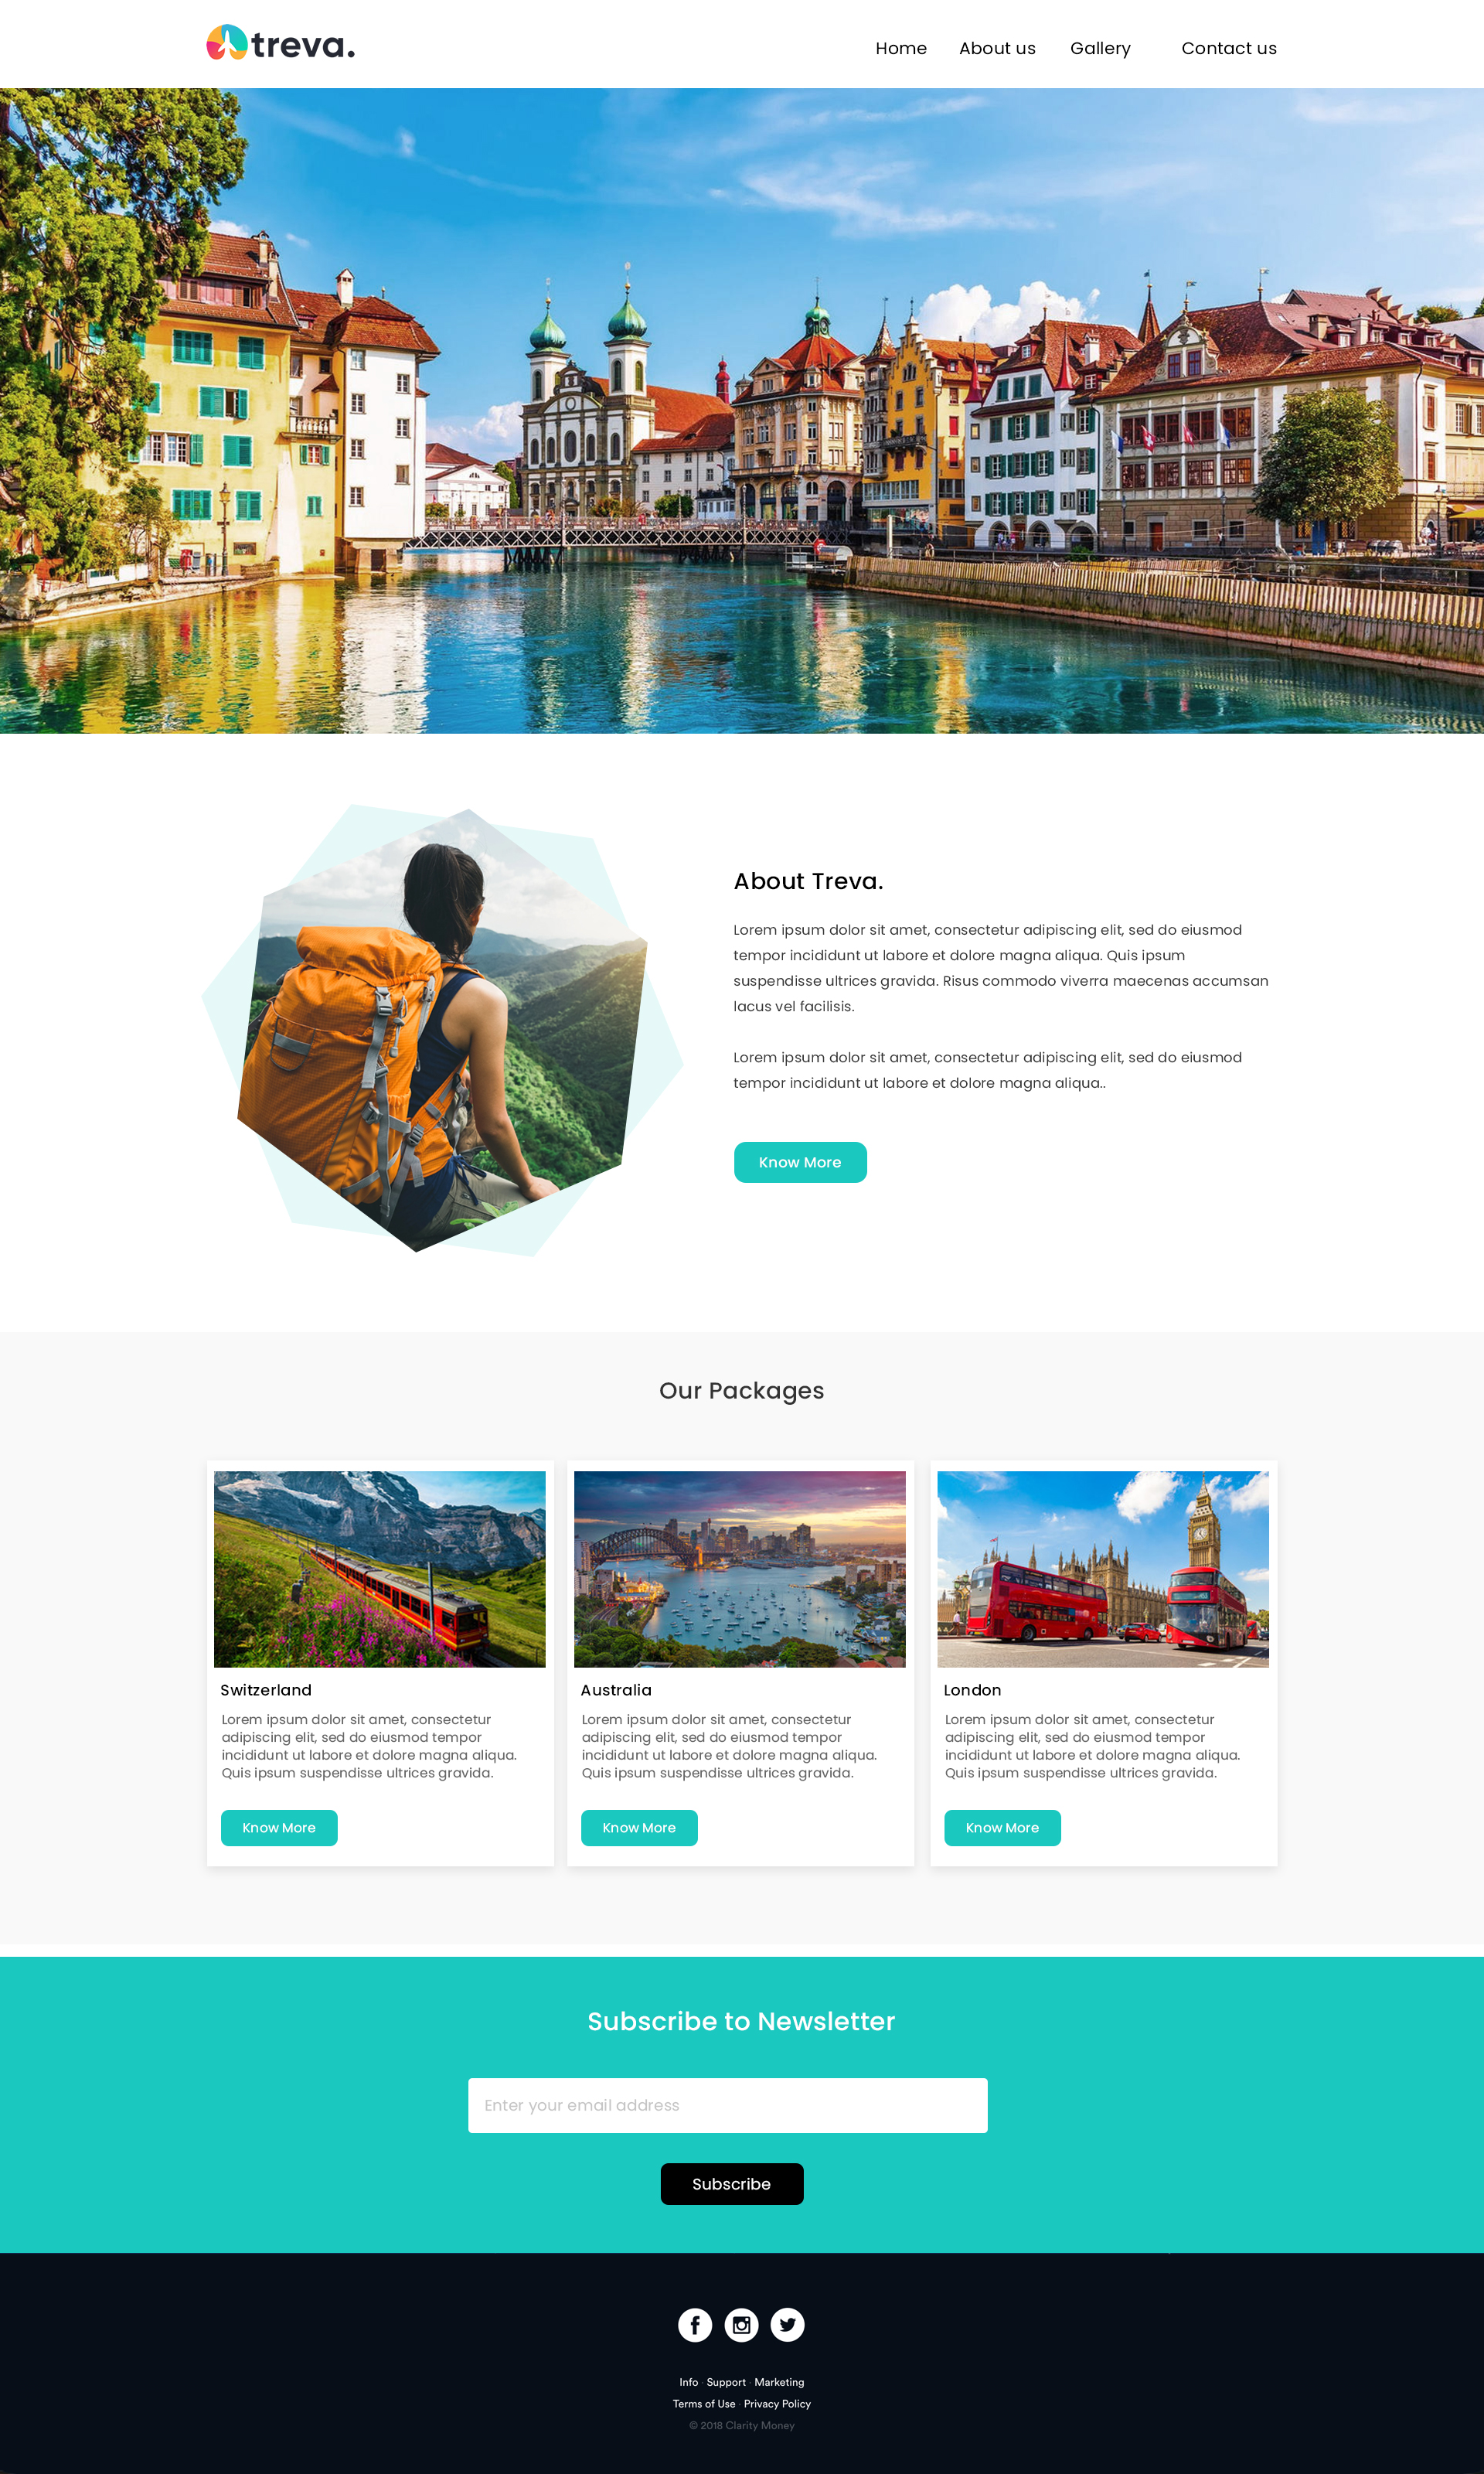 treva.
Home About us Gallery Contact us
About Treva.
Lorem ipsum dolor sit amet, consectetur adipiscing elit, sed do eiusmod
tempor incididunt ut labore et dolore magna aliqua. Quis ipsum
suspendisse ultrices gravida. Risus commodo viverra maecenas accumsan
lacus vel facilisis.
Lorem ipsum dolor sit amet, consectetur adipiscing elit, sed do eiusmod
tempor incididunt ut labore et dolore magna aliqua..
Know More
Our Packages
Switzerland
Lorem ipsum dolor sit amet, consectetur
adipiscing elit, sed do eiusmod tempor
incididunt ut labore et dolore magna aliqua.
Quis ipsum suspendisse ultrices gravida.
Know More
Australia
Lorem ipsum dolor sit amet, consectetur
adipiscing elit, sed do eiusmod tempor
incididunt ut labore et dolore magna aliqua.
Quis ipsum suspendisse ultrices gravida.
Know More
London
Lorem ipsum dolor sit amet, consectetur
adipiscing elit, sed do eiusmod tempor
incididunt ut labore et dolore magna aliqua.
Quis ipsum suspendisse ultrices gravida.
Know More
Subscribe to Newsletter
Enter your email address
Subscribe
Info · Support · Marketing
Terms of Use · Privacy Policy
© 2018 Clarity Money